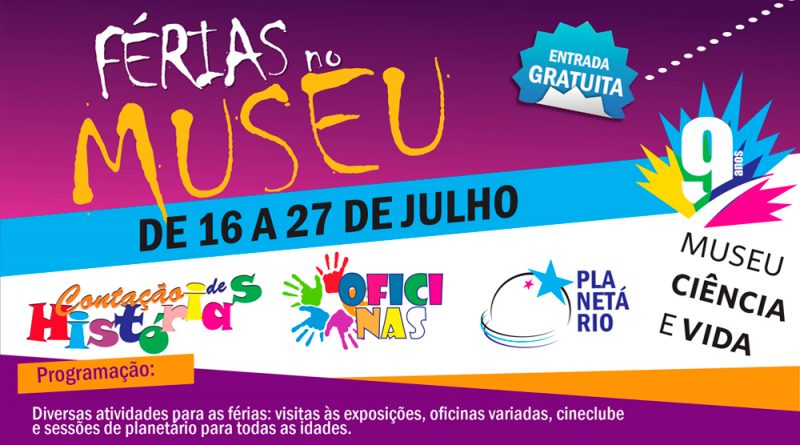 FÉRIAS no
MUSEU
ENTRADA
GRATUITA
9
anos
DE 16 A 27 DE JULHO
MUSEU
CIÊNCIA
E VIDA
Contação de
Histórias
OFICI
NAS
PLA
NETÁ
RIO
Programação:
Diversas atividades para as férias: visitas às exposições, oficinas variadas, cineclube
e sessões de planetário para todas as idades.